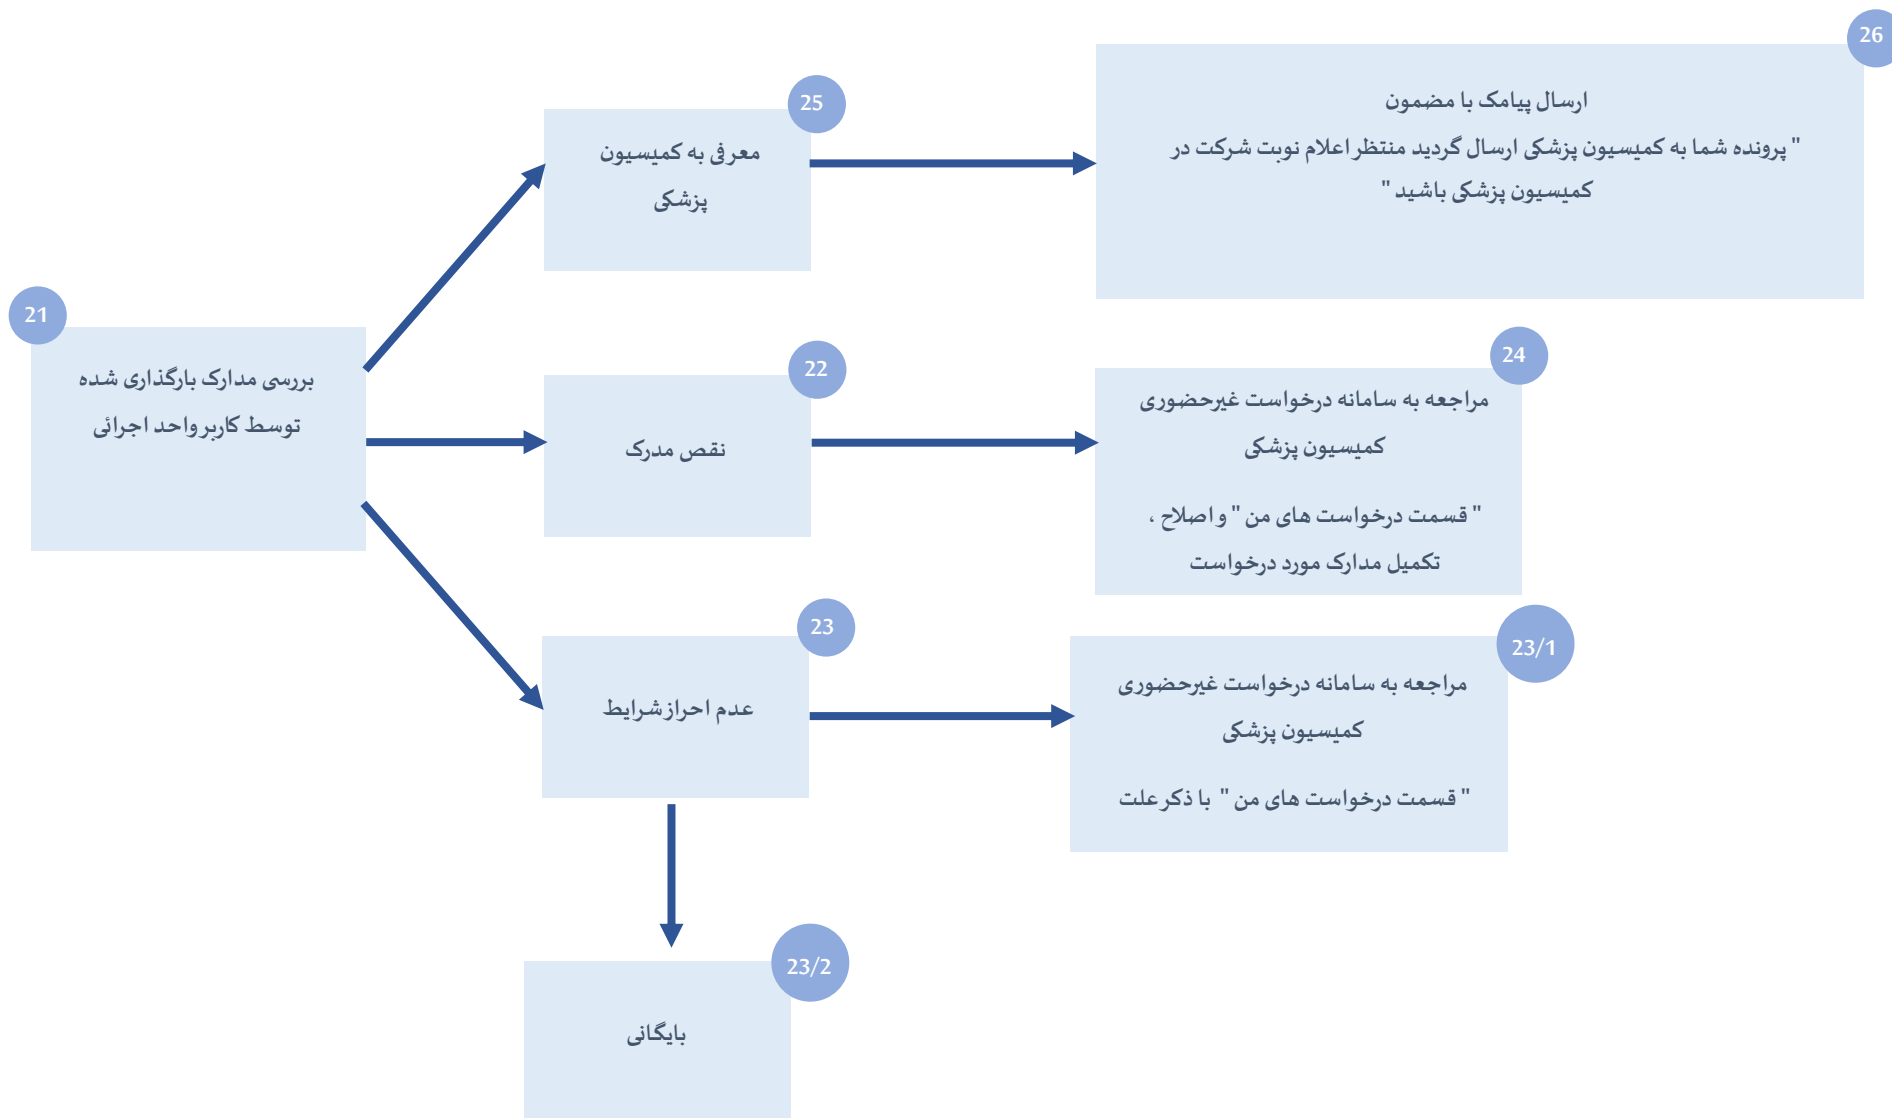 26
ارسال پیامک با مضمون
" پرونده شما به کمیسیون پزشکی ارسال گردید منتظر اعلام نوبت شرکت در
کمیسیون پزشکی باشید "
25
معرفی به کمیسیون
پزشکی
21
بررسی مدارک بارگذاری شده
توسط کاربر واحد اجرائی
22
نقص مدرک
24
مراجعه به سامانه درخواست غیرحضوری
کمیسیون پزشکی
" قسمت درخواست های من " و اصلاح ،
تکمیل مدارک مورد درخواست
23
عدم احراز شرایط
23/1
مراجعه به سامانه درخواست غیرحضوری
کمیسیون پزشکی
" قسمت درخواست های من " با ذکر علت
23/2
بایگانی